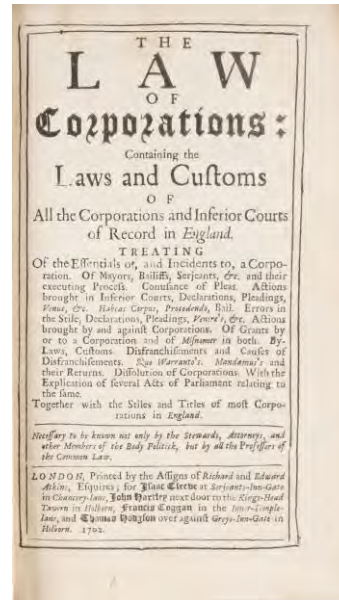 THE
LAW
OF
Corporations:
Containing the
Laws and Cuſtoms
OF
All the Corporations and Inferior Courts
of Record in England.
TREATING
Of the Eſſentials of, and Incidents to, a Corpo-
ration. Of Mayors, Bailiffs, Serjeants, &c. and their
executing Proceſs. Conuſance of Pleas. Actions
brought in Inferior Courts, Declarations, Pleadings,
Venue, &c. Habeas Corpus, Procedendo, Bail. Errors in
the Stile, Declarations, Pleadings, Venire's, &c. Actions
brought by and againſt Corporations. Of Grants by
or to a Corporation and of Miſnomer in both. By-
Laws, Cuſtoms. Disfranchiſements and Cauſes of
Disfranchiſements. Quo Warranto's. Mandamus's and
their Returns. Diſſolution of Corporations. With the
Explication of ſeveral Acts of Parliament relating to
the ſame.
Together with the Stiles and Titles of moſt Corpo-
rations in England.
Neceſſary to be known not only by the Stewards, Attorneys, and
other Members of the Body Politick, but by all the Profeſſors of
the Common Law.
LONDON, Printed by the Aſſigns of Richard and Edward
Atkins, Eſquires; for Iſaac Cleeve at Serjeants-Inn-Gate
in Chancery-lane, John Hartley next door to the Kings-Head
Tavern in Holborn, Francis Coggan in the Inner-Temple-
lane, and Thomas Hodgſon over againſt Greys-Inn-Gate in
Holborn. 1702.